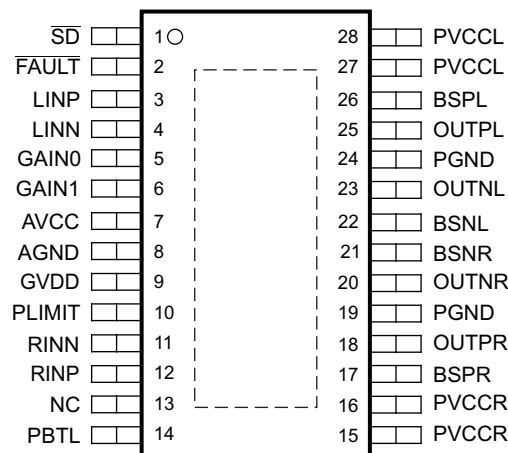 SD 1 28 PVCCL
FAULT 2 27 PVCCL
LINP 3 26 BSPL
LINN 4 25 OUTPL
GAIN0 5 24 PGND
GAIN1 6 23 OUTNL
AVCC 7 22 BSNL
AGND 8 21 BSNR
GVDD 9 20 OUTNR
PLIMIT 10 19 PGND
RINN 11 18 OUTPR
RINP 12 17 BSPR
NC 13 16 PVCCR
PBTL 14 15 PVCCR